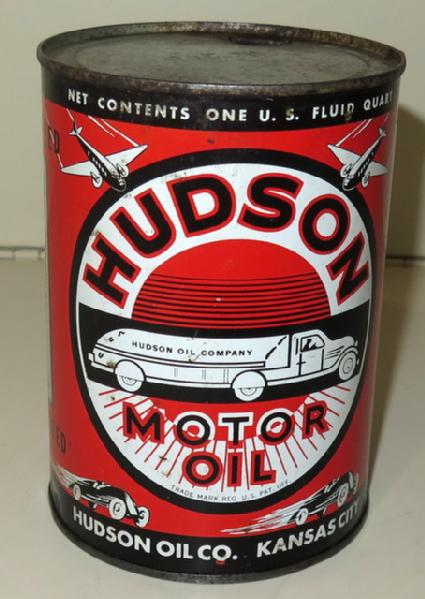 NET CONTENTS ONE U.S. FLUID QUART
HUDSON
HUDSON OIL COMPANY
MOTOR
OIL
TRADE MARK REG. U.S. PAT. OFF.
HUDSON OIL CO. KANSAS CITY